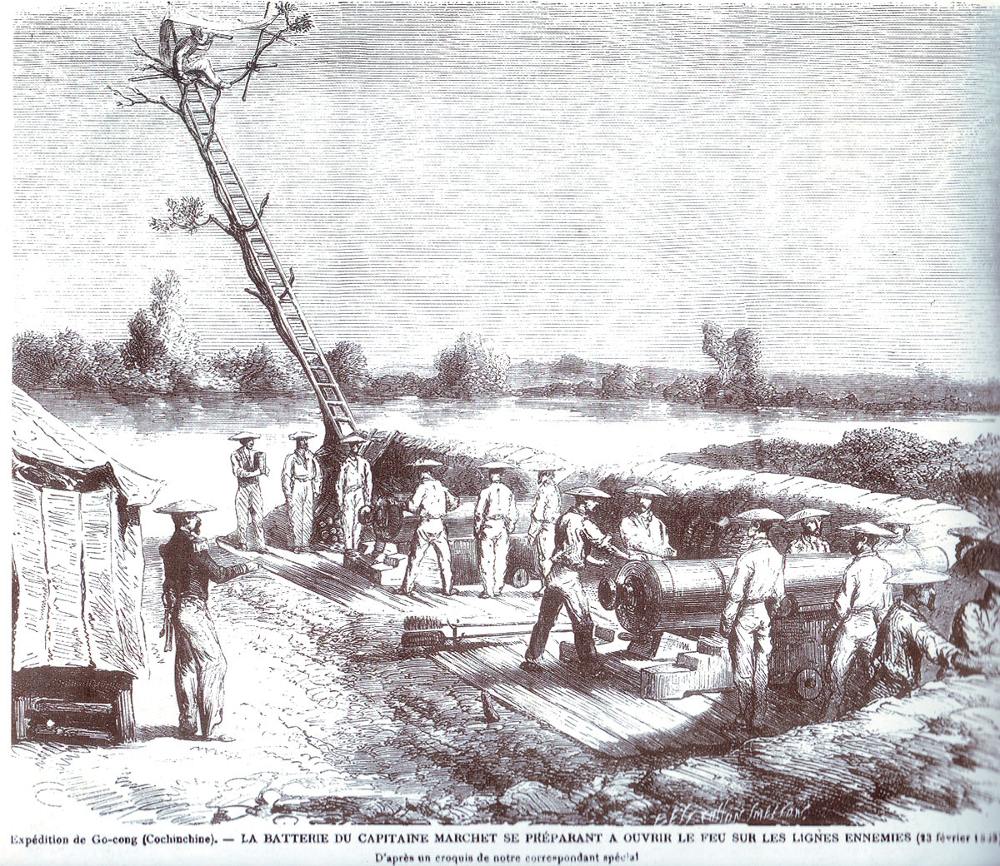 Expédition de Go-cong (Cochinchine). — LA BATTERIE DU CAPITAINE MARCHET SE PRÉPARANT A OUVRIR LE FEU SUR LES LIGNES ENNEMIES (23 février
D'après un croquis de notre correspondant spécial